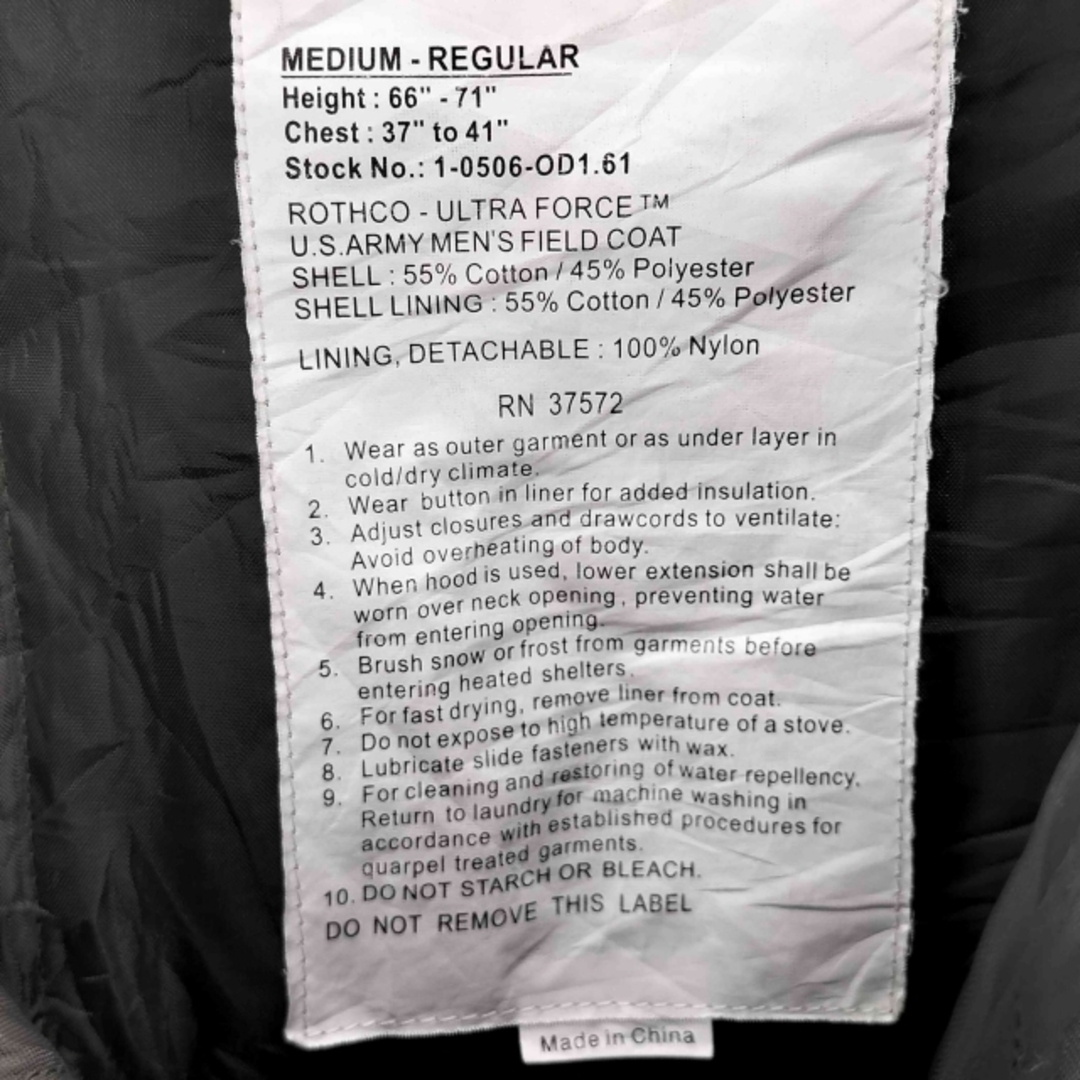 MEDIUM - REGULAR
Height : 66" - 71"
Chest : 37" to 41"
Stock No.: 1-0506-OD1.61
ROTHCO - ULTRA FORCE ™
U.S.ARMY MEN'S FIELD COAT
SHELL : 55% Cotton / 45% Polyester
SHELL LINING : 55% Cotton / 45% Polyester
LINING, DETACHABLE : 100% Nylon
RN 37572
1. Wear as outer garment or as under layer in
cold/dry climate.
2. Wear button in liner for added insulation.
3. Adjust closures and drawcords to ventilate:
Avoid overheating of body.
4. When hood is used, lower extension shall be
worn over neck opening, preventing water
from entering opening.
5. Brush snow or frost from garments before
entering heated shelters.
6. For fast drying, remove liner from coat.
7. Do not expose to high temperature of a stove.
8. Lubricate slide fasteners with wax.
9. For cleaning and restoring of water repellency.
Return to laundry for machine washing in
accordance with established procedures for
quarpel treated garments.
10. DO NOT STARCH OR BLEACH.
DO NOT REMOVE THIS LABEL
Made in China